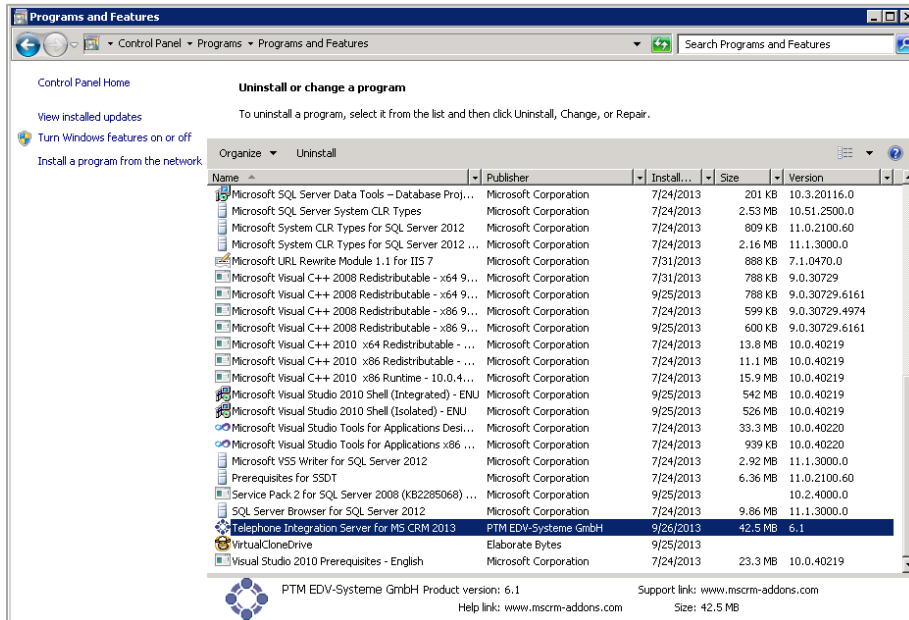 Programs and Features
Control Panel Programs Programs and Features Search Programs and Features
Control Panel Home
View installed updates
Turn Windows features on or off
Install a program from the network
Uninstall or change a program
To uninstall a program, select it from the list and then click Uninstall, Change, or Repair.
Organize Uninstall
Name Publisher Install... Size Version
Microsoft SQL Server Data Tools – Database Proj... Microsoft Corporation 7/24/2013 201 KB 10.3.20116.0
Microsoft SQL Server System CLR Types Microsoft Corporation 7/24/2013 2.53 MB 10.51.2500.0
Microsoft System CLR Types for SQL Server 2012 Microsoft Corporation 7/24/2013 809 KB 11.0.2100.60
Microsoft System CLR Types for SQL Server 2012 ... Microsoft Corporation 7/24/2013 2.16 MB 11.1.3000.0
Microsoft URL Rewrite Module 1.1 for IIS 7 Microsoft Corporation 7/31/2013 888 KB 7.1.0470.0
Microsoft Visual C++ 2008 Redistributable - x64 9... Microsoft Corporation 7/31/2013 788 KB 9.0.30729
Microsoft Visual C++ 2008 Redistributable - x64 9... Microsoft Corporation 9/25/2013 788 KB 9.0.30729.6161
Microsoft Visual C++ 2008 Redistributable - x86 9... Microsoft Corporation 7/24/2013 599 KB 9.0.30729.4974
Microsoft Visual C++ 2008 Redistributable - x86 9... Microsoft Corporation 9/25/2013 600 KB 9.0.30729.6161
Microsoft Visual C++ 2010 x64 Redistributable - ... Microsoft Corporation 7/24/2013 13.8 MB 10.0.40219
Microsoft Visual C++ 2010 x86 Redistributable - ... Microsoft Corporation 7/24/2013 11.1 MB 10.0.40219
Microsoft Visual C++ 2010 x86 Runtime - 10.0.4... Microsoft Corporation 7/24/2013 15.9 MB 10.0.40219
Microsoft Visual Studio 2010 Shell (Integrated) - ENU Microsoft Corporation 9/25/2013 542 MB 10.0.40219
Microsoft Visual Studio 2010 Shell (Isolated) - ENU Microsoft Corporation 9/25/2013 526 MB 10.0.40219
Microsoft Visual Studio Tools for Applications Desi... Microsoft Corporation 7/24/2013 33.3 MB 10.0.40220
Microsoft Visual Studio Tools for Applications x86 ... Microsoft Corporation 7/24/2013 939 KB 10.0.40220
Microsoft VSS Writer for SQL Server 2012 Microsoft Corporation 7/24/2013 2.92 MB 11.1.3000.0
Prerequisites for SSDT Microsoft Corporation 7/24/2013 6.36 MB 11.0.2100.60
Service Pack 2 for SQL Server 2008 (KB2285068) ... Microsoft Corporation 9/25/2013 10.2.4000.0
SQL Server Browser for SQL Server 2012 Microsoft Corporation 7/24/2013 9.86 MB 11.1.3000.0
Telephone Integration Server for MS CRM 2013 PTM EDV-Systeme GmbH 9/26/2013 42.5 MB 6.1
VirtualCloneDrive Elaborate Bytes 9/25/2013
Visual Studio 2010 Prerequisites - English Microsoft Corporation 7/24/2013 23.3 MB 10.0.40219
PTM EDV-Systeme GmbH Product version: 6.1 Support link: www.mscrm-addons.com
Help link: www.mscrm-addons.com Size: 42.5 MB